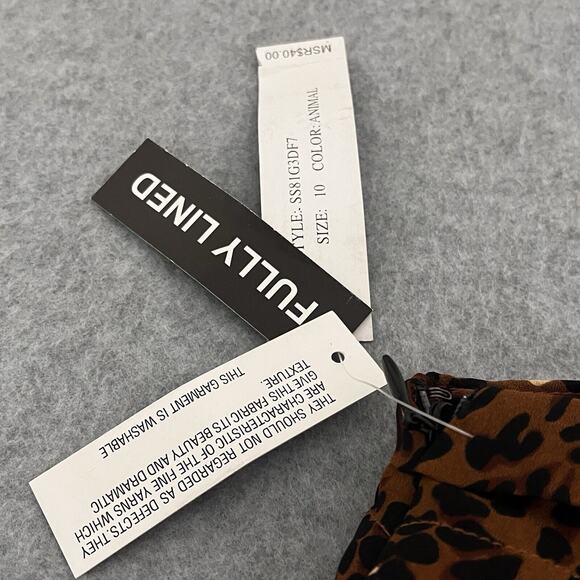 MSR$40.00
TYLE: SS81G3DF7
SIZE: 10 COLOR: ANIMAL
FULLY LINED
THEY SHOULD NOT REGARDED AS DEFECTS. THEY
ARE CHARACTERISTIC OF THE FINE YARNS WHICH
GIVE THIS FABRIC ITS BEAUTY AND DRAMATIC
TEXTURE.
THIS GARMENT IS WASHABLE